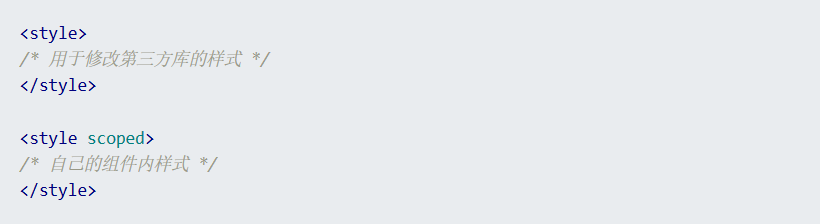 <style>
/* 用于修改第三方库的样式 */
</style>
<style scoped>
/* 自己的组件内样式 */
</style>